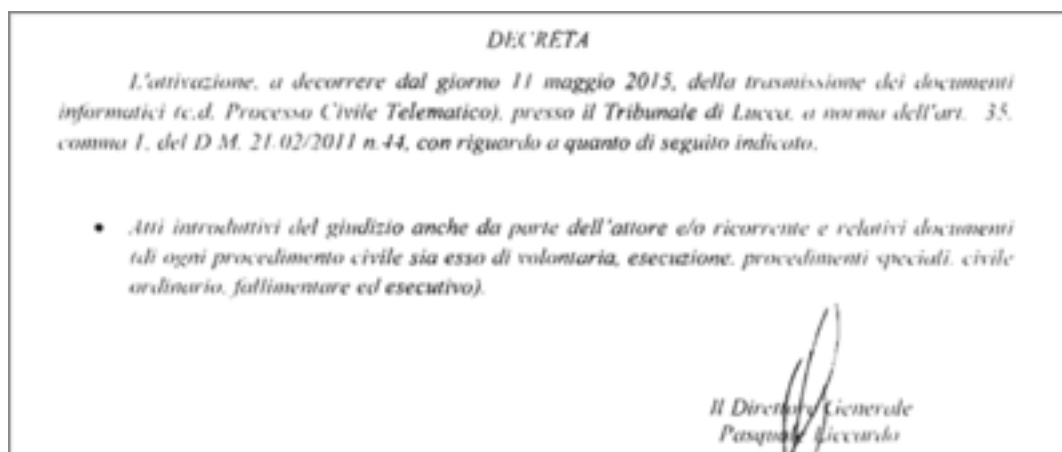 DECRETA
L'attivazione, a decorrere dal giorno 11 maggio 2015, della trasmissione dei documenti
informatici (c.d. Processo Civile Telematico), presso il Tribunale di Lucca, a norma dell'art. 35,
comma 1, del D.M. 21/02/2011 n.44, con riguardo a quanto di seguito indicato.
• Atti introduttivi del giudizio anche da parte dell'attore e/o ricorrente e relativi documenti
(di ogni procedimento civile sia esso di volontaria, esecuzione, procedimenti speciali, civile
ordinario, fallimentare ed esecutivo).
Il Direttore Generale
Pasquale Liccardo